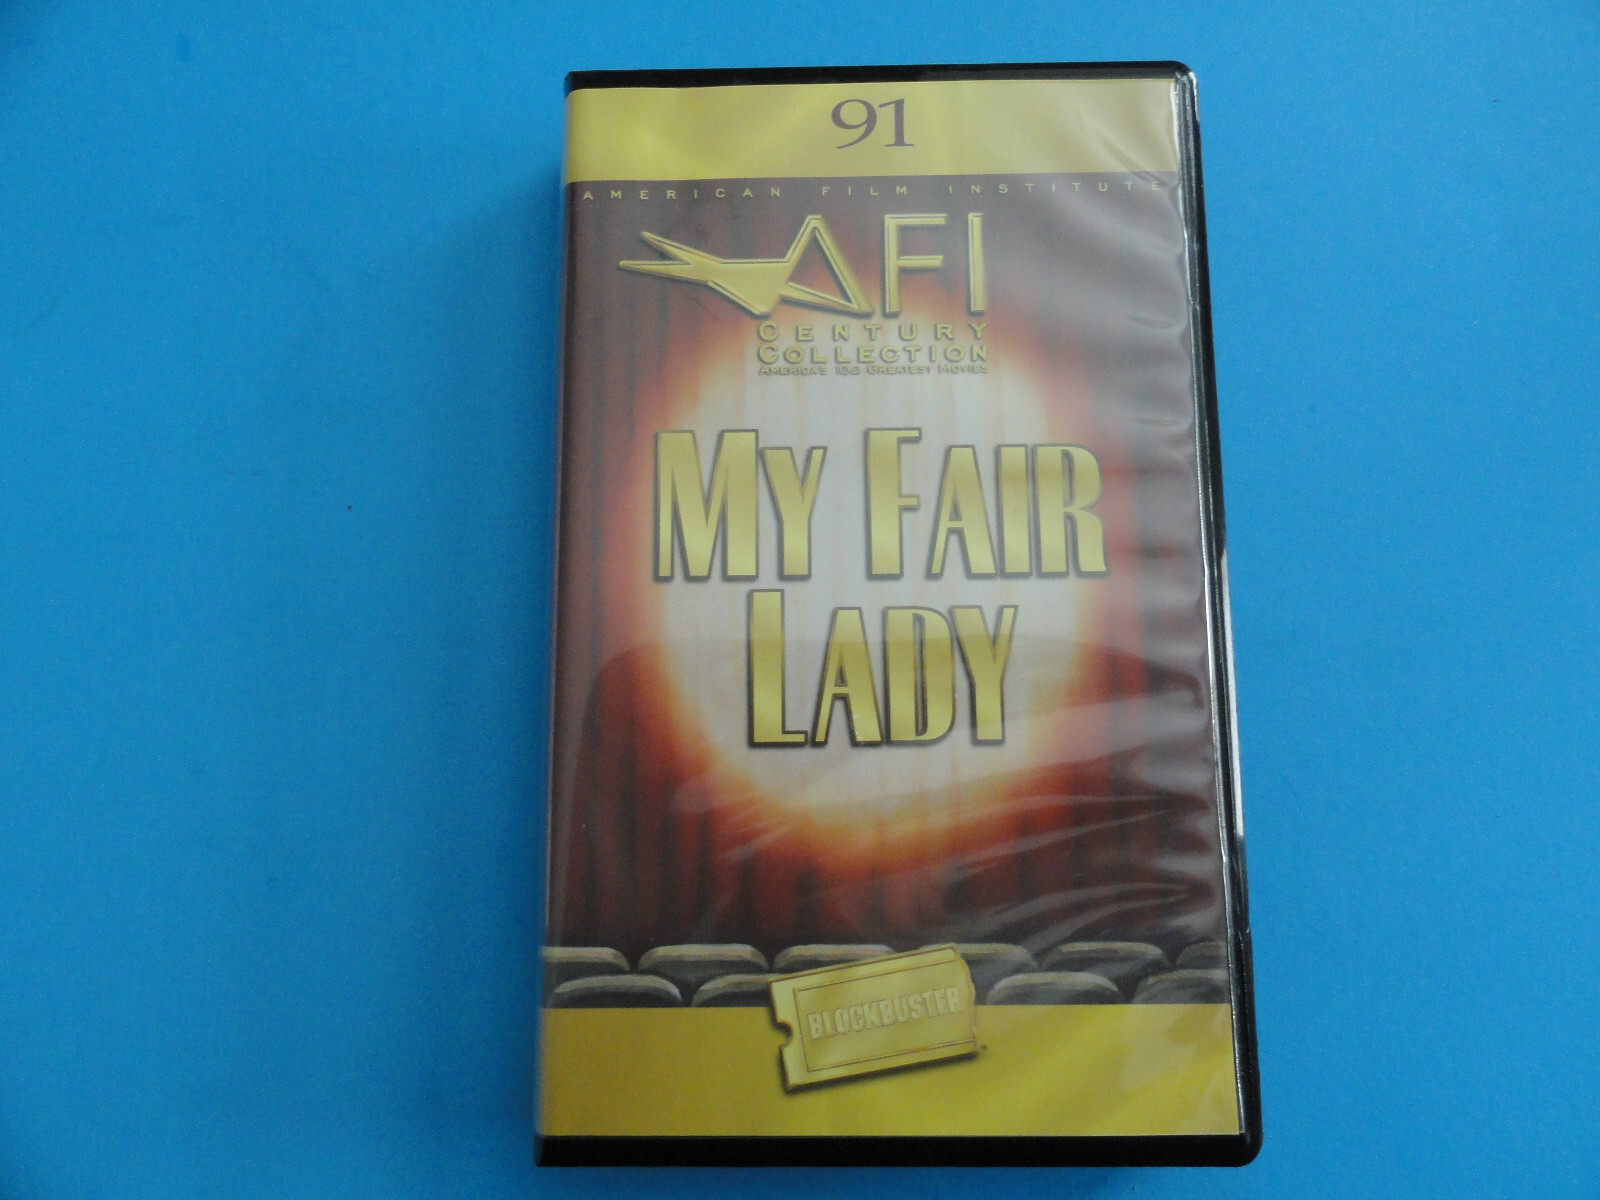 91
AMERICAN FILM INSTITUTE
AFI
CENTURY
COLLECTION
AMERICA'S 100 GREATEST MOVIES
MY FAIR
LADY
BLOCKBUSTER